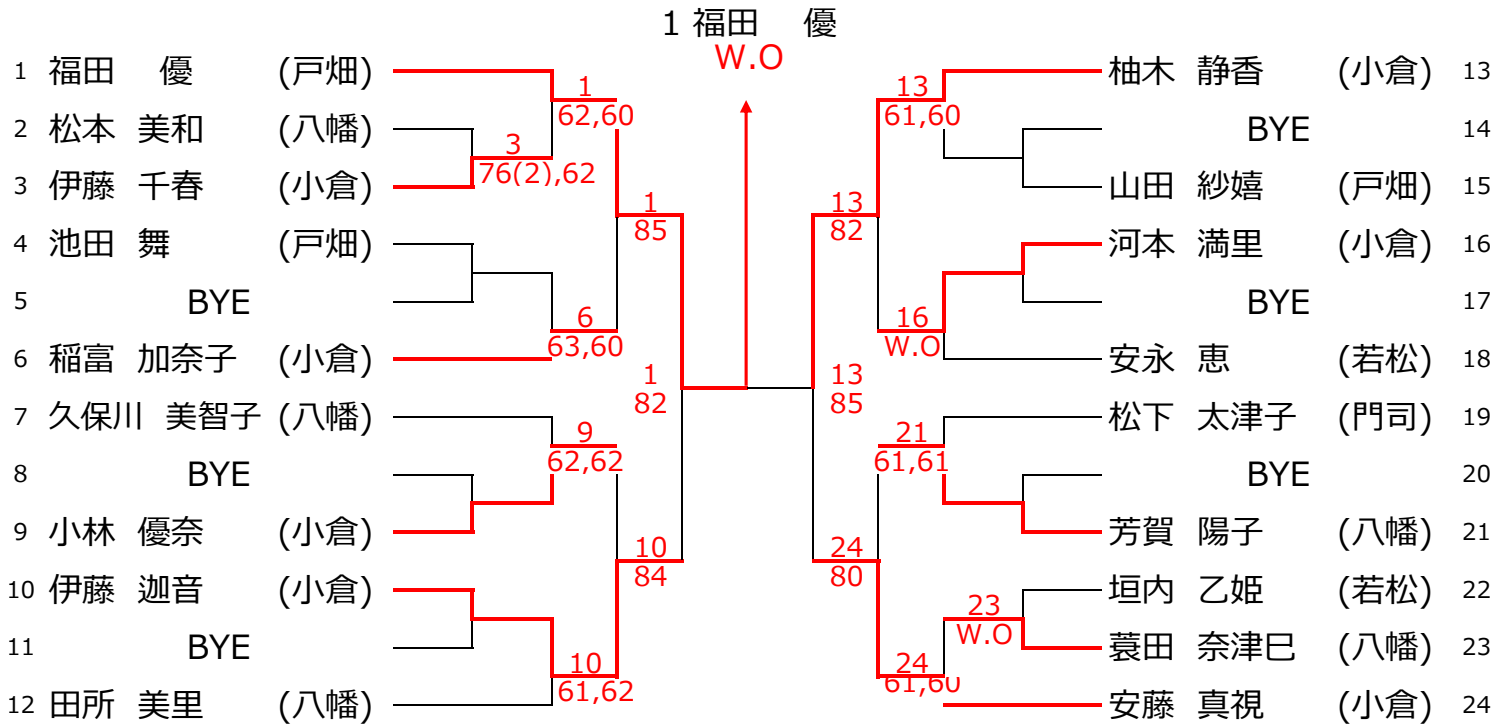 1 福田 優
W.O
1 福田 優 (戸畑)
2 松本 美和 (八幡)
3 伊藤 千春 (小倉)
4 池田 舞 (戸畑)
5 BYE
6 稲富 加奈子 (小倉)
7 久保川 美智子 (八幡)
8 BYE
9 小林 優奈 (小倉)
10 伊藤 迦音 (小倉)
11 BYE
12 田所 美里 (八幡)
1
62,60
3
76(2),62
6
63,60
9
62,62
10
61,62
1
85
10
84
1
82
13
85
13
82
24
80
13
61,60
16
W.O
21
61,61
23
W.O
24
61,60
柚木 静香 (小倉) 13
BYE 14
山田 紗嬉 (戸畑) 15
河本 満里 (小倉) 16
BYE 17
安永 恵 (若松) 18
松下 太津子 (門司) 19
BYE 20
芳賀 陽子 (八幡) 21
垣内 乙姫 (若松) 22
蓑田 奈津巳 (八幡) 23
安藤 真視 (小倉) 24